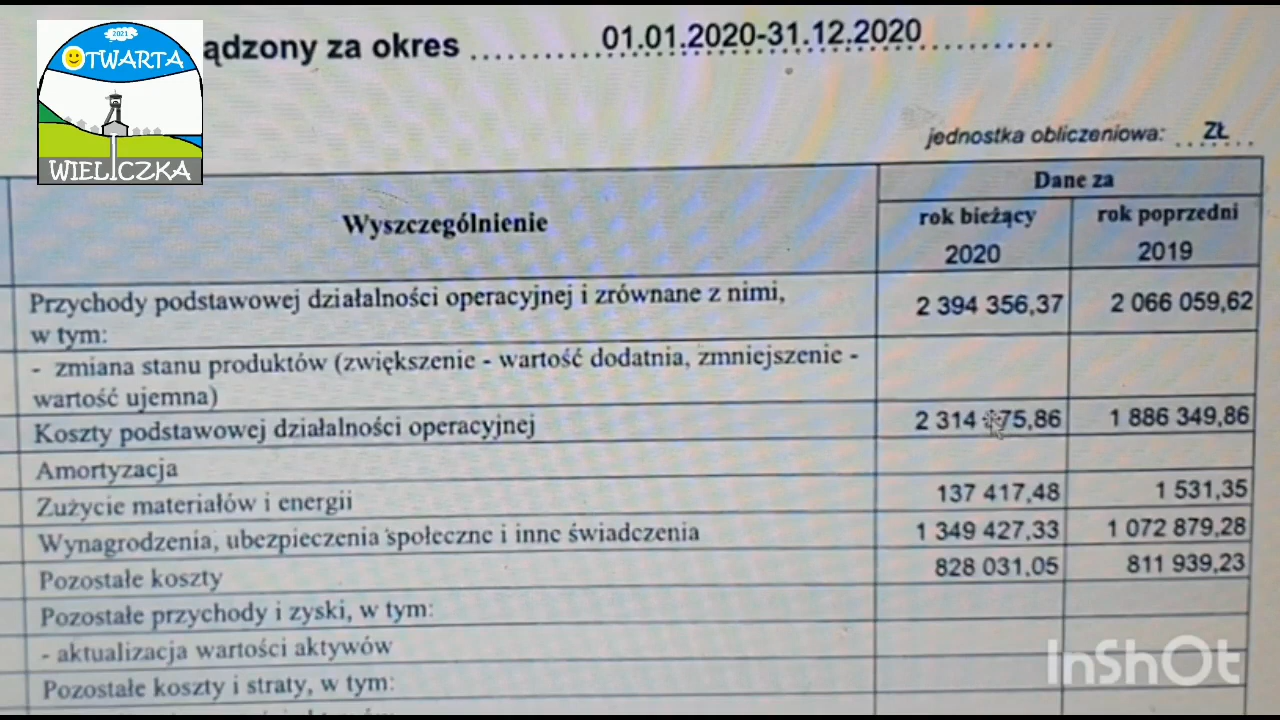 2021
OTWARTA
WIELICZKA
ądzony za okres 01.01.2020-31.12.2020
jednostka obliczeniowa: ZŁ
Wyszczególnienie
Dane za
rok bieżący
2020
rok poprzedni
2019
Przychody podstawowej działalności operacyjnej i zrównane z nimi,
w tym:
2 394 356,37 2 066 059,62
- zmiana stanu produktów (zwiększenie - wartość dodatnia, zmniejszenie -
wartość ujemna)
Koszty podstawowej działalności operacyjnej 2 314 875,86 1 886 349,86
Amortyzacja
Zużycie materiałów i energii 137 417,48 1 531,35
Wynagrodzenia, ubezpieczenia społeczne i inne świadczenia 1 349 427,33 1 072 879,28
Pozostałe koszty 828 031,05 811 939,23
Pozostałe przychody i zyski, w tym:
- aktualizacja wartości aktywów
Pozostałe koszty i straty, w tym:
InShOt